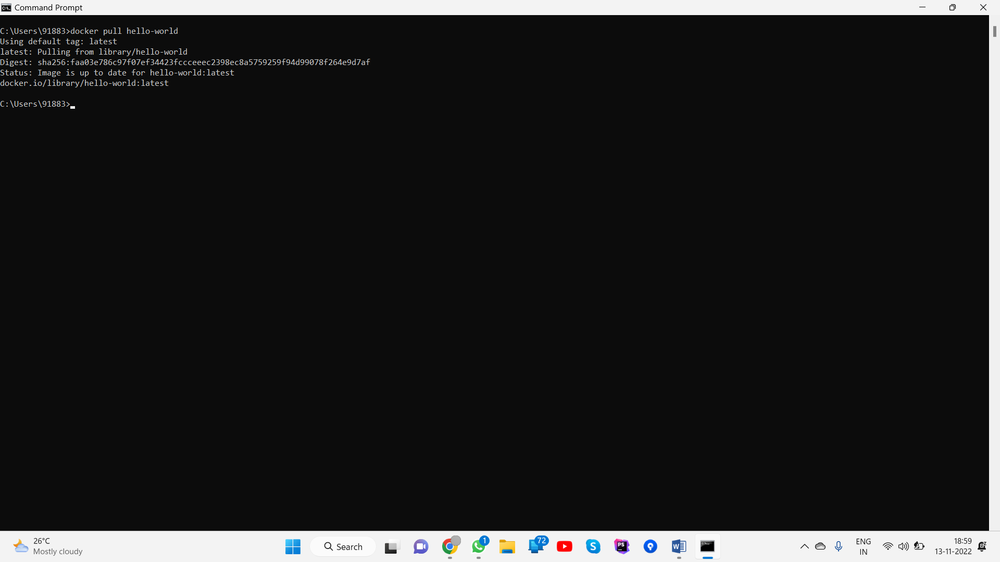 Command Prompt
C:\Users\91883>docker pull hello-world
Using default tag: latest
latest: Pulling from library/hello-world
Digest: sha256:faa03e786c97f07ef34423fccceeec2398ec8a5759259f94d99078f264e9d7af
Status: Image is up to date for hello-world:latest
docker.io/library/hello-world:latest
C:\Users\91883>
26°C
Mostly cloudy
Search
1
72
PS
ENG
IN
18:59
13-11-2022